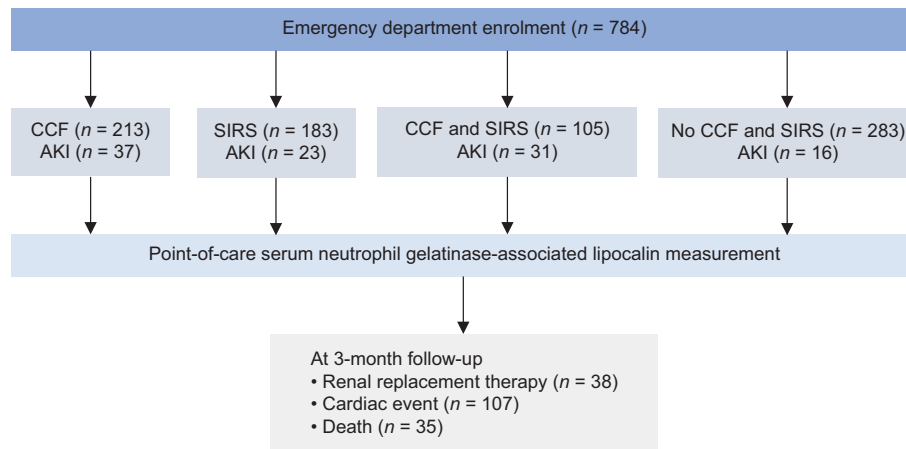 Emergency department enrolment (n = 784)
CCF (n = 213)
AKI (n = 37)
SIRS (n = 183)
AKI (n = 23)
CCF and SIRS (n = 105)
AKI (n = 31)
No CCF and SIRS (n = 283)
AKI (n = 16)
Point-of-care serum neutrophil gelatinase-associated lipocalin measurement
At 3-month follow-up
• Renal replacement therapy (n = 38)
• Cardiac event (n = 107)
• Death (n = 35)